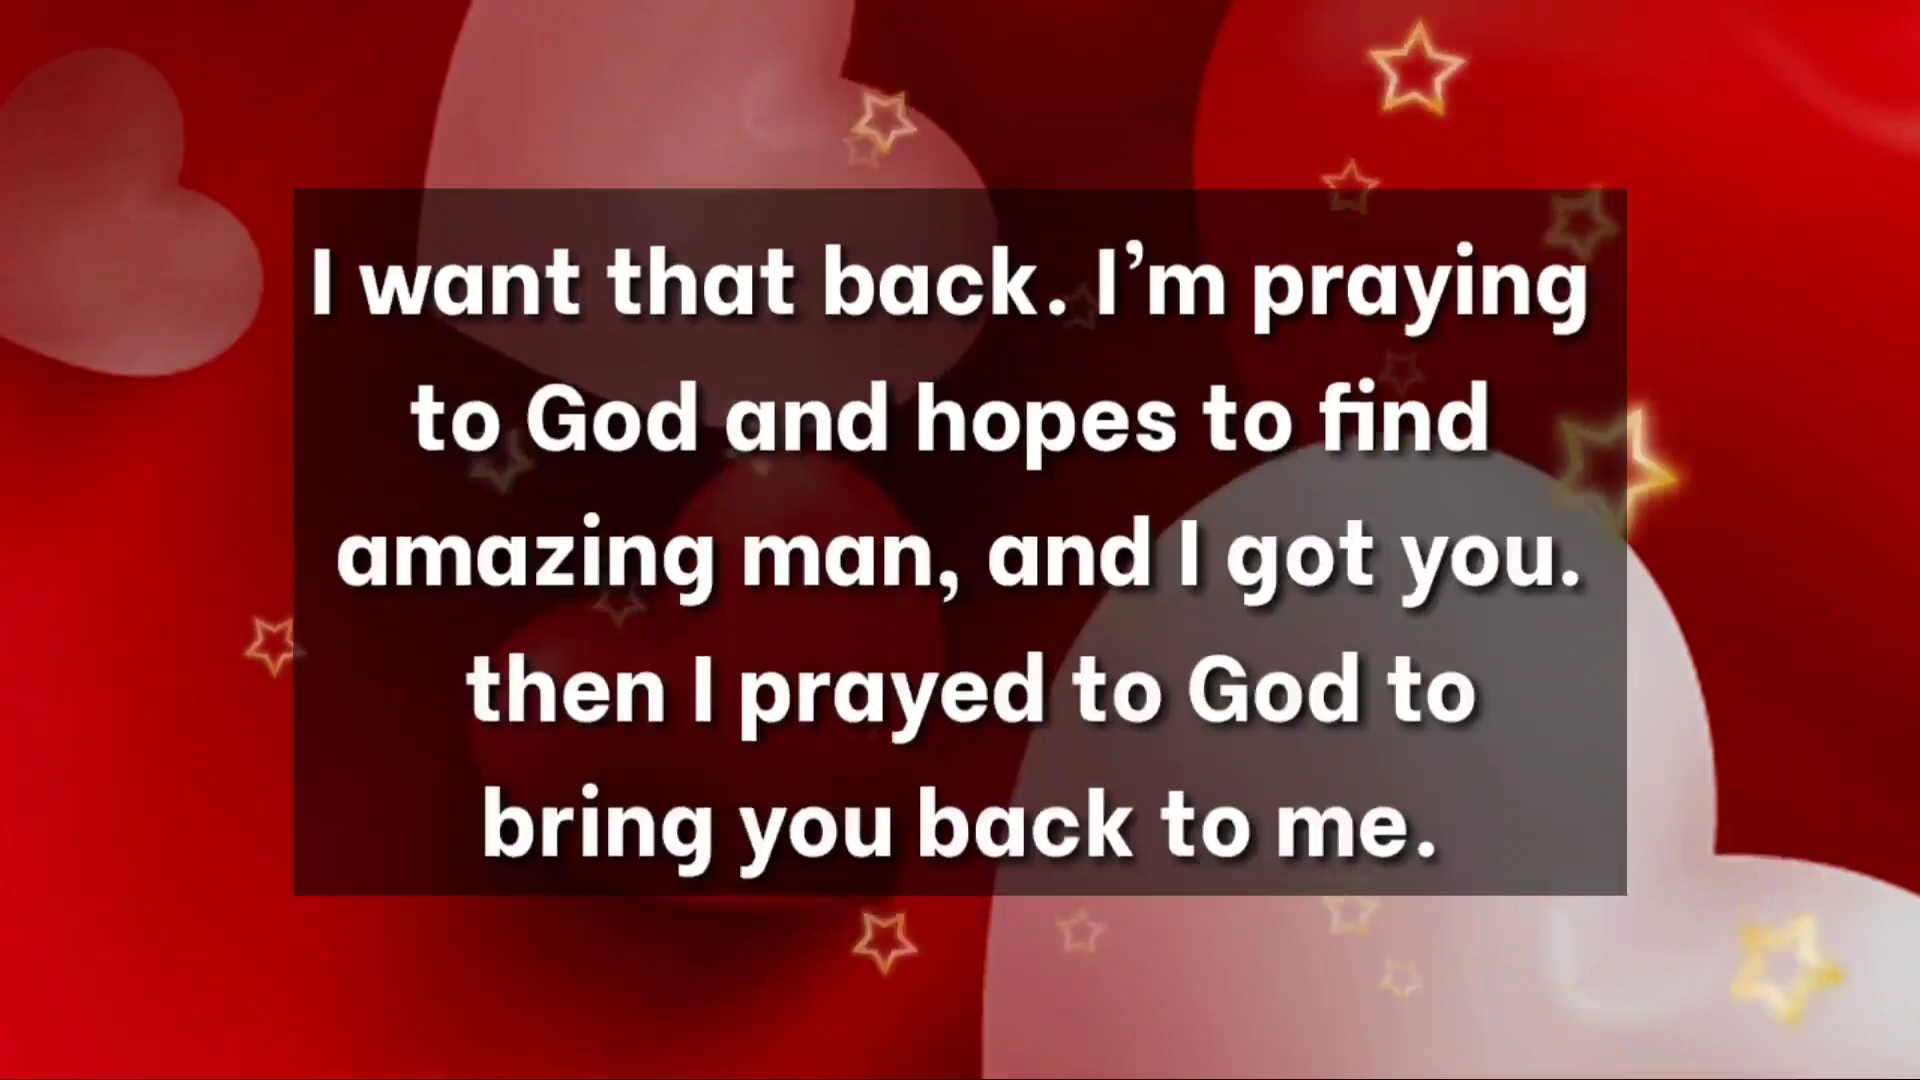 I want that back. I’m praying
to God and hopes to find
amazing man, and I got you.
then I prayed to God to
bring you back to me.